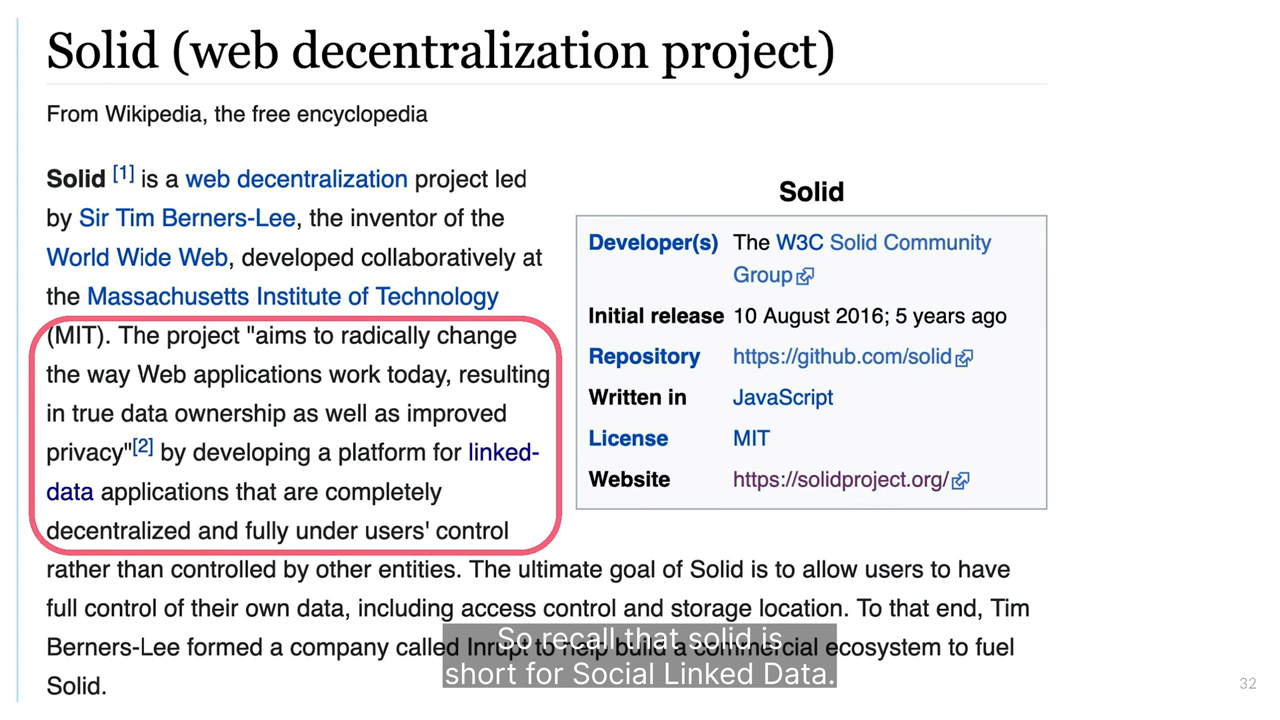 Solid (web decentralization project)
From Wikipedia, the free encyclopedia
Solid [1] is a web decentralization project led
by Sir Tim Berners-Lee, the inventor of the
World Wide Web, developed collaboratively at
the Massachusetts Institute of Technology
(MIT). The project "aims to radically change
the way Web applications work today, resulting
in true data ownership as well as improved
privacy"[2] by developing a platform for linked-
data applications that are completely
decentralized and fully under users' control
rather than controlled by other entities. The ultimate goal of Solid is to allow users to have
full control of their own data, including access control and storage location. To that end, Tim
Berners-Lee formed a company called Inrupt to help build a commercial ecosystem to fuel
Solid.
Solid
Developer(s) The W3C Solid Community
Group
Initial release 10 August 2016; 5 years ago
Repository https://github.com/solid
Written in JavaScript
License MIT
Website https://solidproject.org/
So recall that solid is
short for Social Linked Data.
32